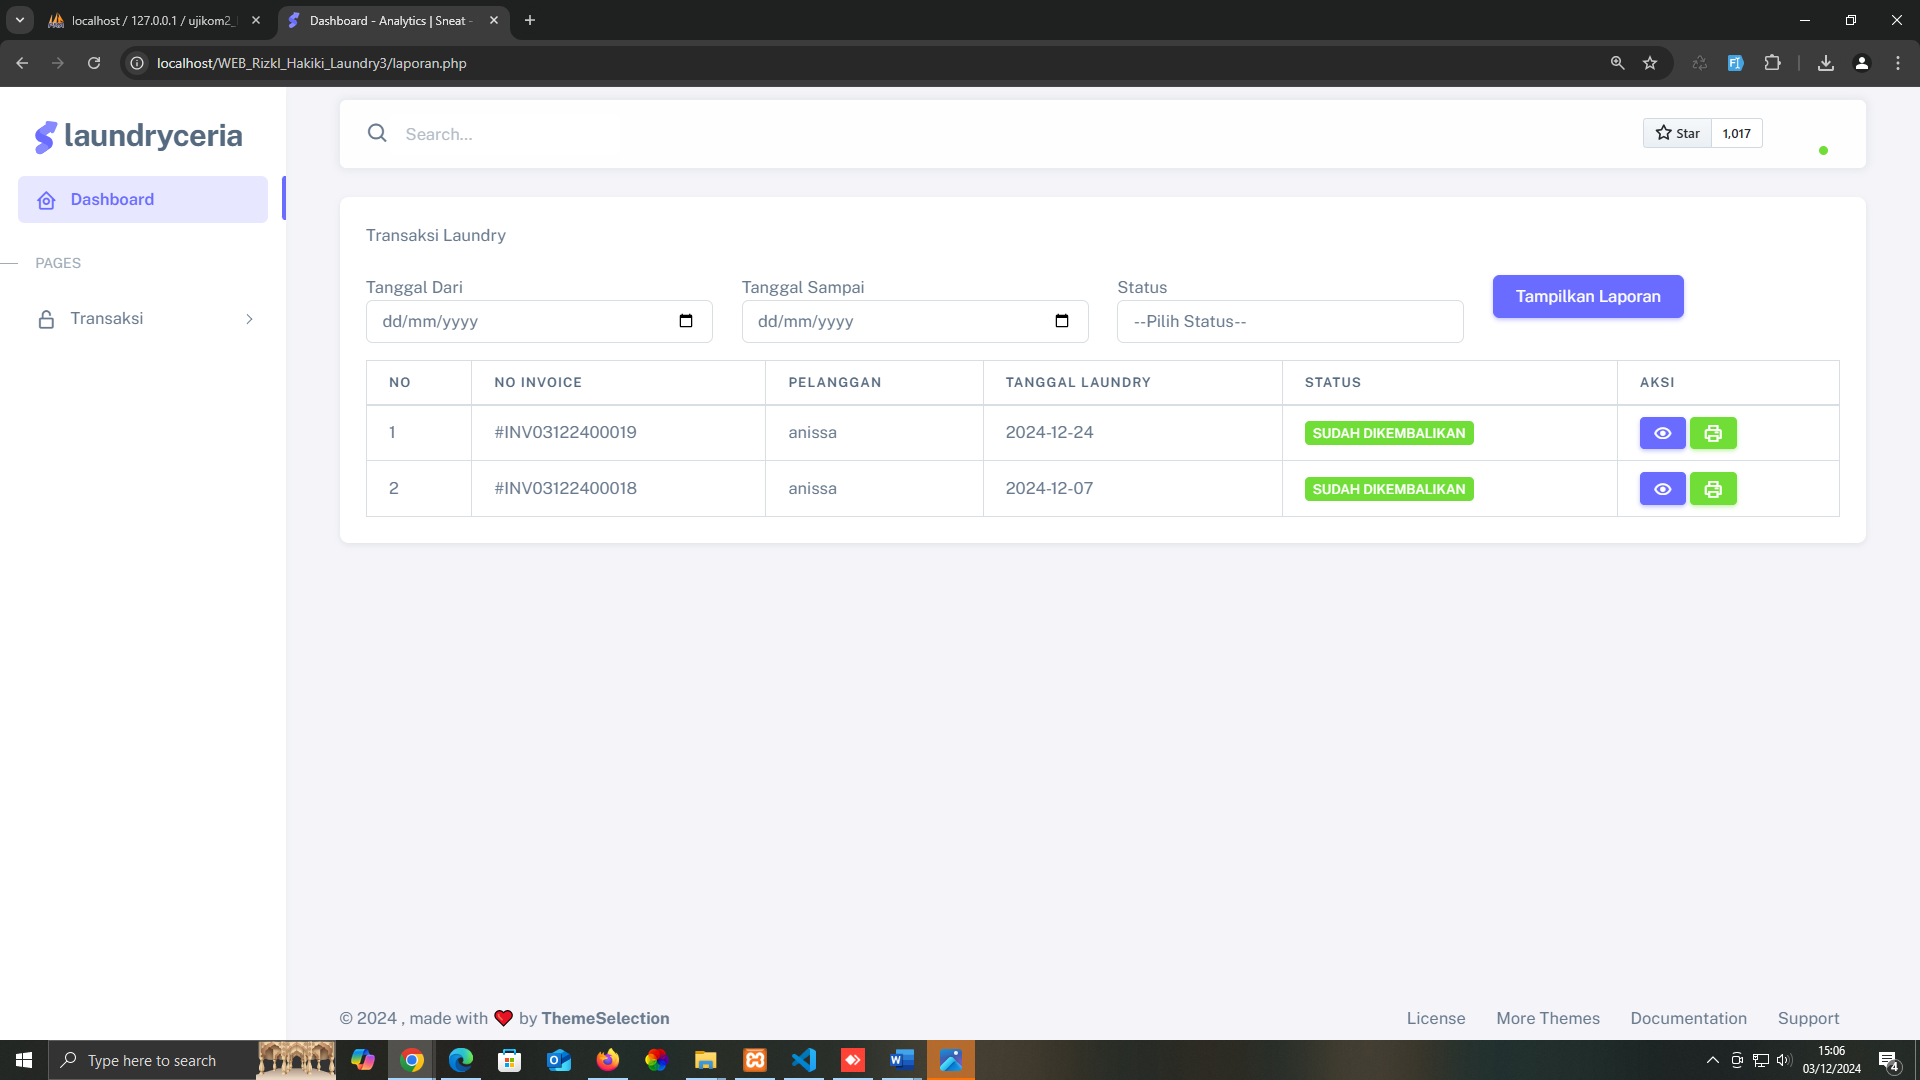 localhost / 127.0.0.1 / ujikom2_
Dashboard - Analytics | Sneat -
localhost/WEB_RizkI_Hakiki_Laundry3/laporan.php
laundryceria
Search...
Star 1,017
Dashboard
PAGES
Transaksi
Transaksi Laundry
Tanggal Dari Tanggal Sampai Status
dd/mm/yyyy dd/mm/yyyy --Pilih Status-- Tampilkan Laporan
NO NO INVOICE PELANGGAN TANGGAL LAUNDRY STATUS AKSI
1 #INV03122400019 anissa 2024-12-24 SUDAH DIKEMBALIKAN
2 #INV03122400018 anissa 2024-12-07 SUDAH DIKEMBALIKAN
© 2024 , made with ❤️ by ThemeSelection
License More Themes Documentation Support
Type here to search
15:06
03/12/2024
4